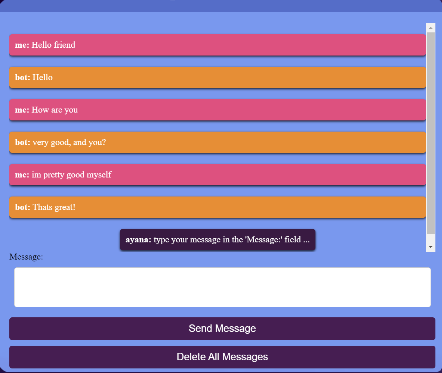 me: Hello friend
bot: Hello
me: How are you
bot: very good, and you?
me: im pretty good myself
bot: Thats great!
ayana: type your message in the 'Message:' field ...
Message:
Send Message
Delete All Messages